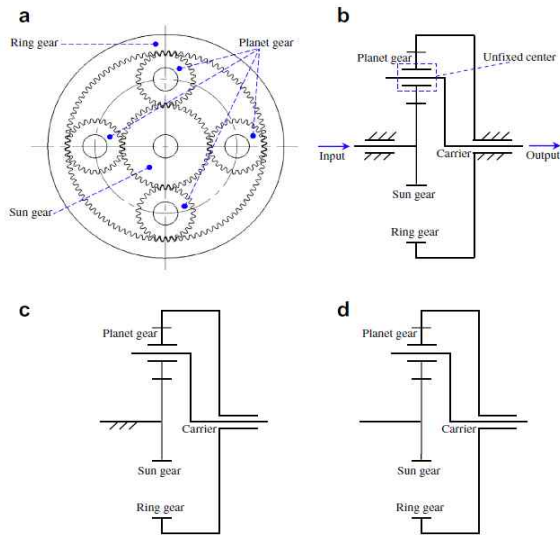 a
Ring gear
Planet gear
Sun gear
b
Planet gear
Unfixed center
Input
Carrier
Output
Sun gear
Ring gear
c
Planet gear
Carrier
Sun gear
Ring gear
d
Planet gear
Carrier
Sun gear
Ring gear